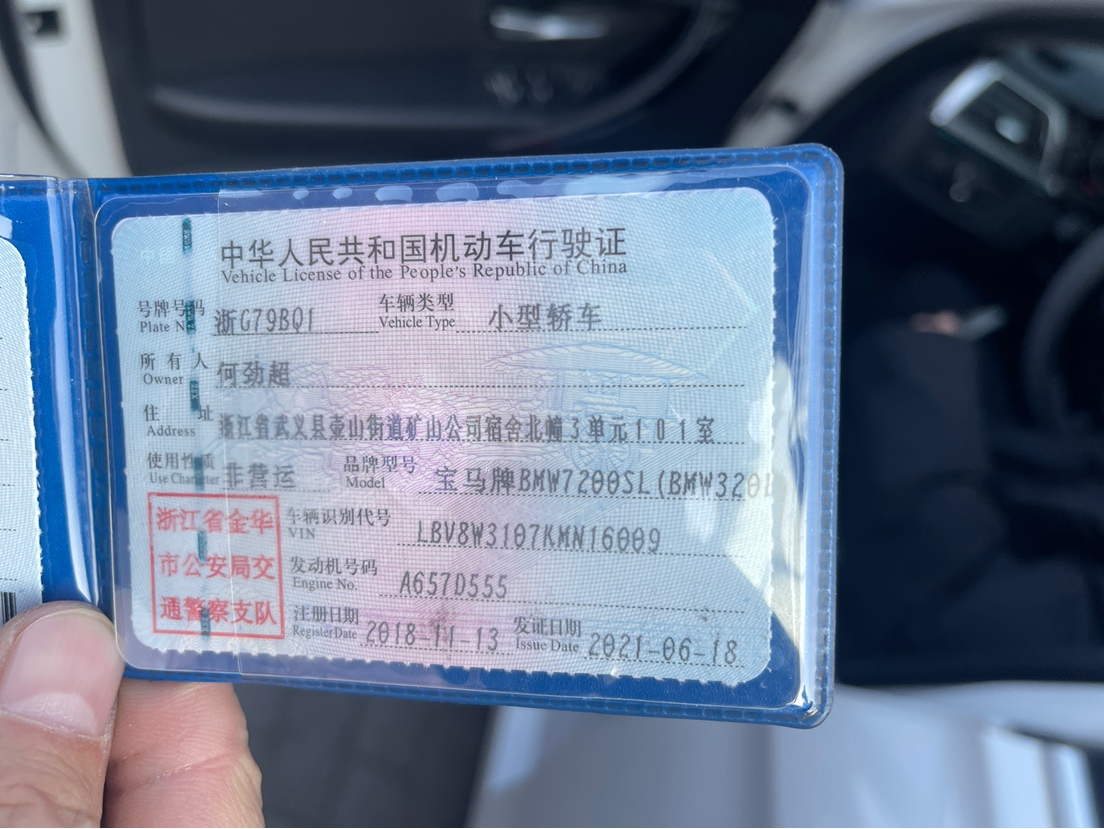 中华人民共和国机动车行驶证
Vehicle License of the People's Republic of China
号牌号码 浙G79BQ1 车辆类型 小型轿车
Plate No. Vehicle Type
所有人 何劲超
Owner
住址 浙江省武义县壶山街道矿山公司宿舍北幢3单元101室
Address
使用性质 非营运 品牌型号 宝马牌BMW7200SL(BMW320L
Use Character Model
浙江省金华
市公安局交
通警察支队
车辆识别代号 LBV8W3107KMN16009
VIN
发动机号码 A657D555
Engine No.
注册日期 2018-11-13 发证日期 2021-06-18
Register Date Issue Date